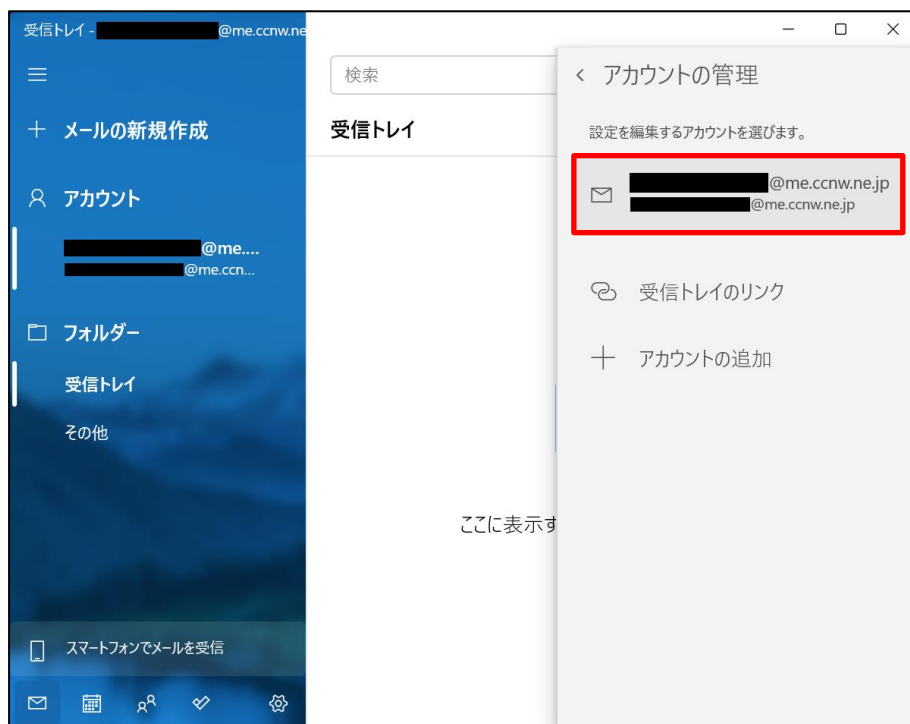 受信トレイ - @me.ccnw.ne
メールの新規作成
アカウント
@me....
@me.ccn...
フォルダー
受信トレイ
その他
スマートフォンでメールを受信
検索
受信トレイ
ここに表示す
アカウントの管理
設定を編集するアカウントを選びます。
@me.ccnw.ne.jp
@me.ccnw.ne.jp
受信トレイのリンク
アカウントの追加